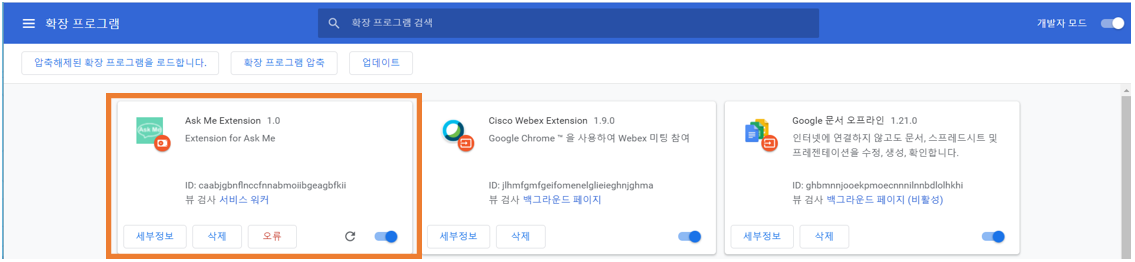 확장 프로그램
확장 프로그램 검색
개발자 모드
압축해제된 확장 프로그램을 로드합니다.
확장 프로그램 압축
업데이트
Ask Me
Ask Me Extension 1.0
Extension for Ask Me
ID: caabjgbnflnccfnnabmoiibgeagbfkii
뷰 검사 서비스 워커
세부정보
삭제
오류
Cisco Webex Extension 1.9.0
Google Chrome ™ 을 사용하여 Webex 미팅 참여
ID: jlhmfgmfgeifomenelglieieghnjghma
뷰 검사 백그라운드 페이지
세부정보
삭제
Google 문서 오프라인 1.21.0
인터넷에 연결하지 않고도 문서, 스프레드시트 및
프레젠테이션을 수정, 생성, 확인합니다.
ID: ghbmnnjooekpmoecnnnilnnbdlolhkhi
뷰 검사 백그라운드 페이지 (비활성)
세부정보
삭제